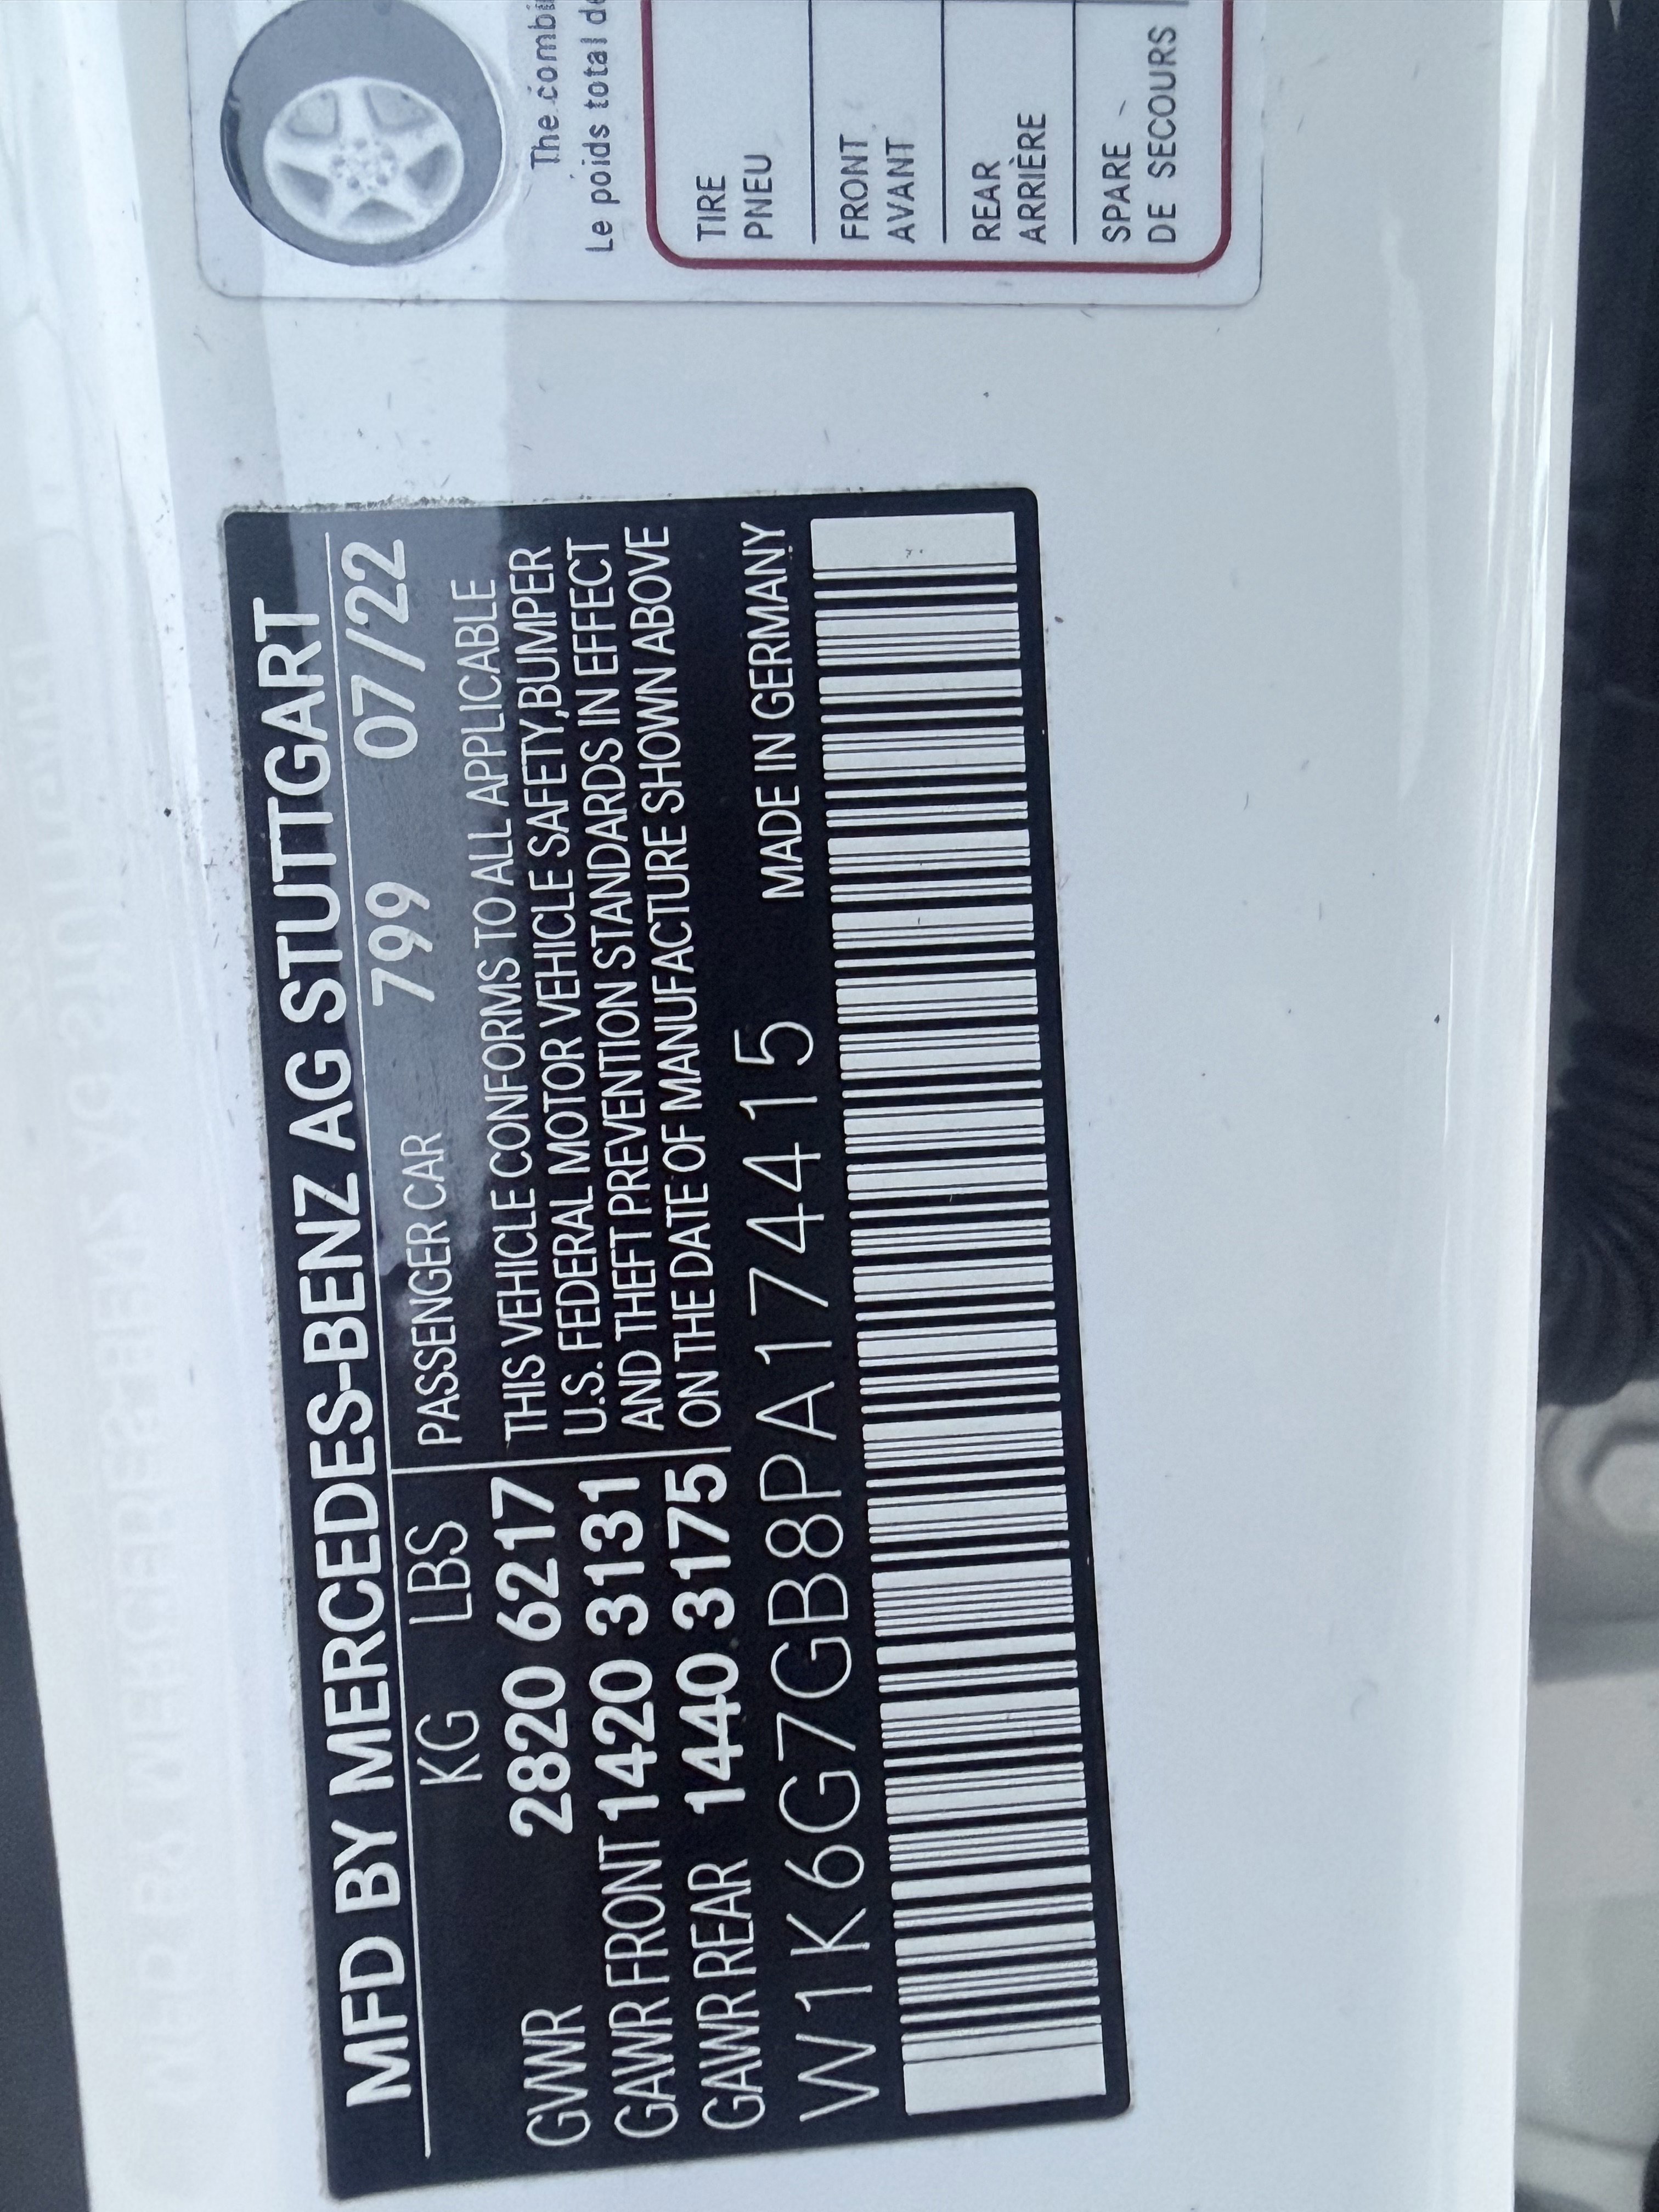 MFD BY MERCEDES-BENZ AG STUTTGART
KG LBS PASSENGER CAR 799 07/22
GVWR 2820 6217 THIS VEHICLE CONFORMS TO ALL APPLICABLE
U.S. FEDERAL MOTOR VEHICLE SAFETY,BUMPER
GAWR FRONT 1420 3131 AND THEFT PREVENTION STANDARDS IN EFFECT
GAWR REAR 1440 3175 ON THE DATE OF MANUFACTURE SHOWN ABOVE
W1K6G7GB8PA174415 MADE IN GERMANY
The combi
Le poids total de
TIRE
PNEU
FRONT
AVANT
REAR
ARRIÈRE
SPARE
DE SECOURS